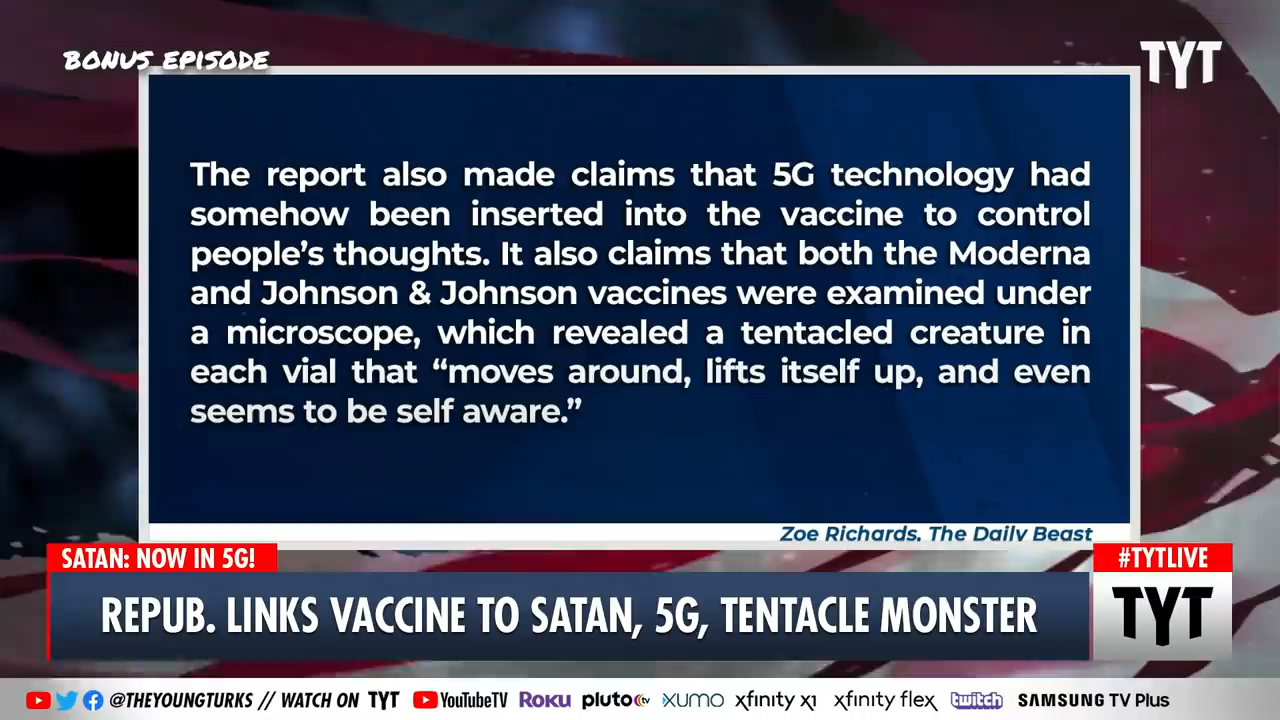 BONUS EPISODE
TYT
The report also made claims that 5G technology had
somehow been inserted into the vaccine to control
people's thoughts. It also claims that both the Moderna
and Johnson & Johnson vaccines were examined under
a microscope, which revealed a tentacled creature in
each vial that “moves around, lifts itself up, and even
seems to be self aware.”
Zoe Richards, The Daily Beast
SATAN: NOW IN 5G!
#TYTLIVE
REPUB. LINKS VACCINE TO SATAN, 5G, TENTACLE MONSTER
TYT
@THEYOUNGTURKS // WATCH ON TYT YouTubeTV ROKU pluto tv XUMO xfinity x1 xfinity flex twitch SAMSUNG TV Plus